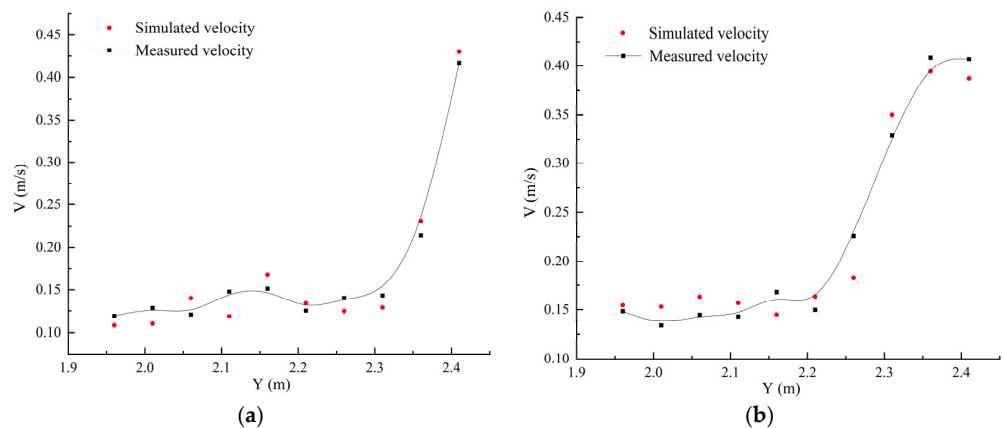 Simulated velocity
Measured velocity
0.45
0.40
0.35
0.30
0.25
0.20
0.15
0.10
V (m/s)
1.9 2.0 2.1 2.2 2.3 2.4
Y (m)
(a)
Simulated velocity
Measured velocity
0.45
0.40
0.35
0.30
0.25
0.20
0.15
0.10
V (m/s)
1.9 2.0 2.1 2.2 2.3 2.4
Y (m)
(b)